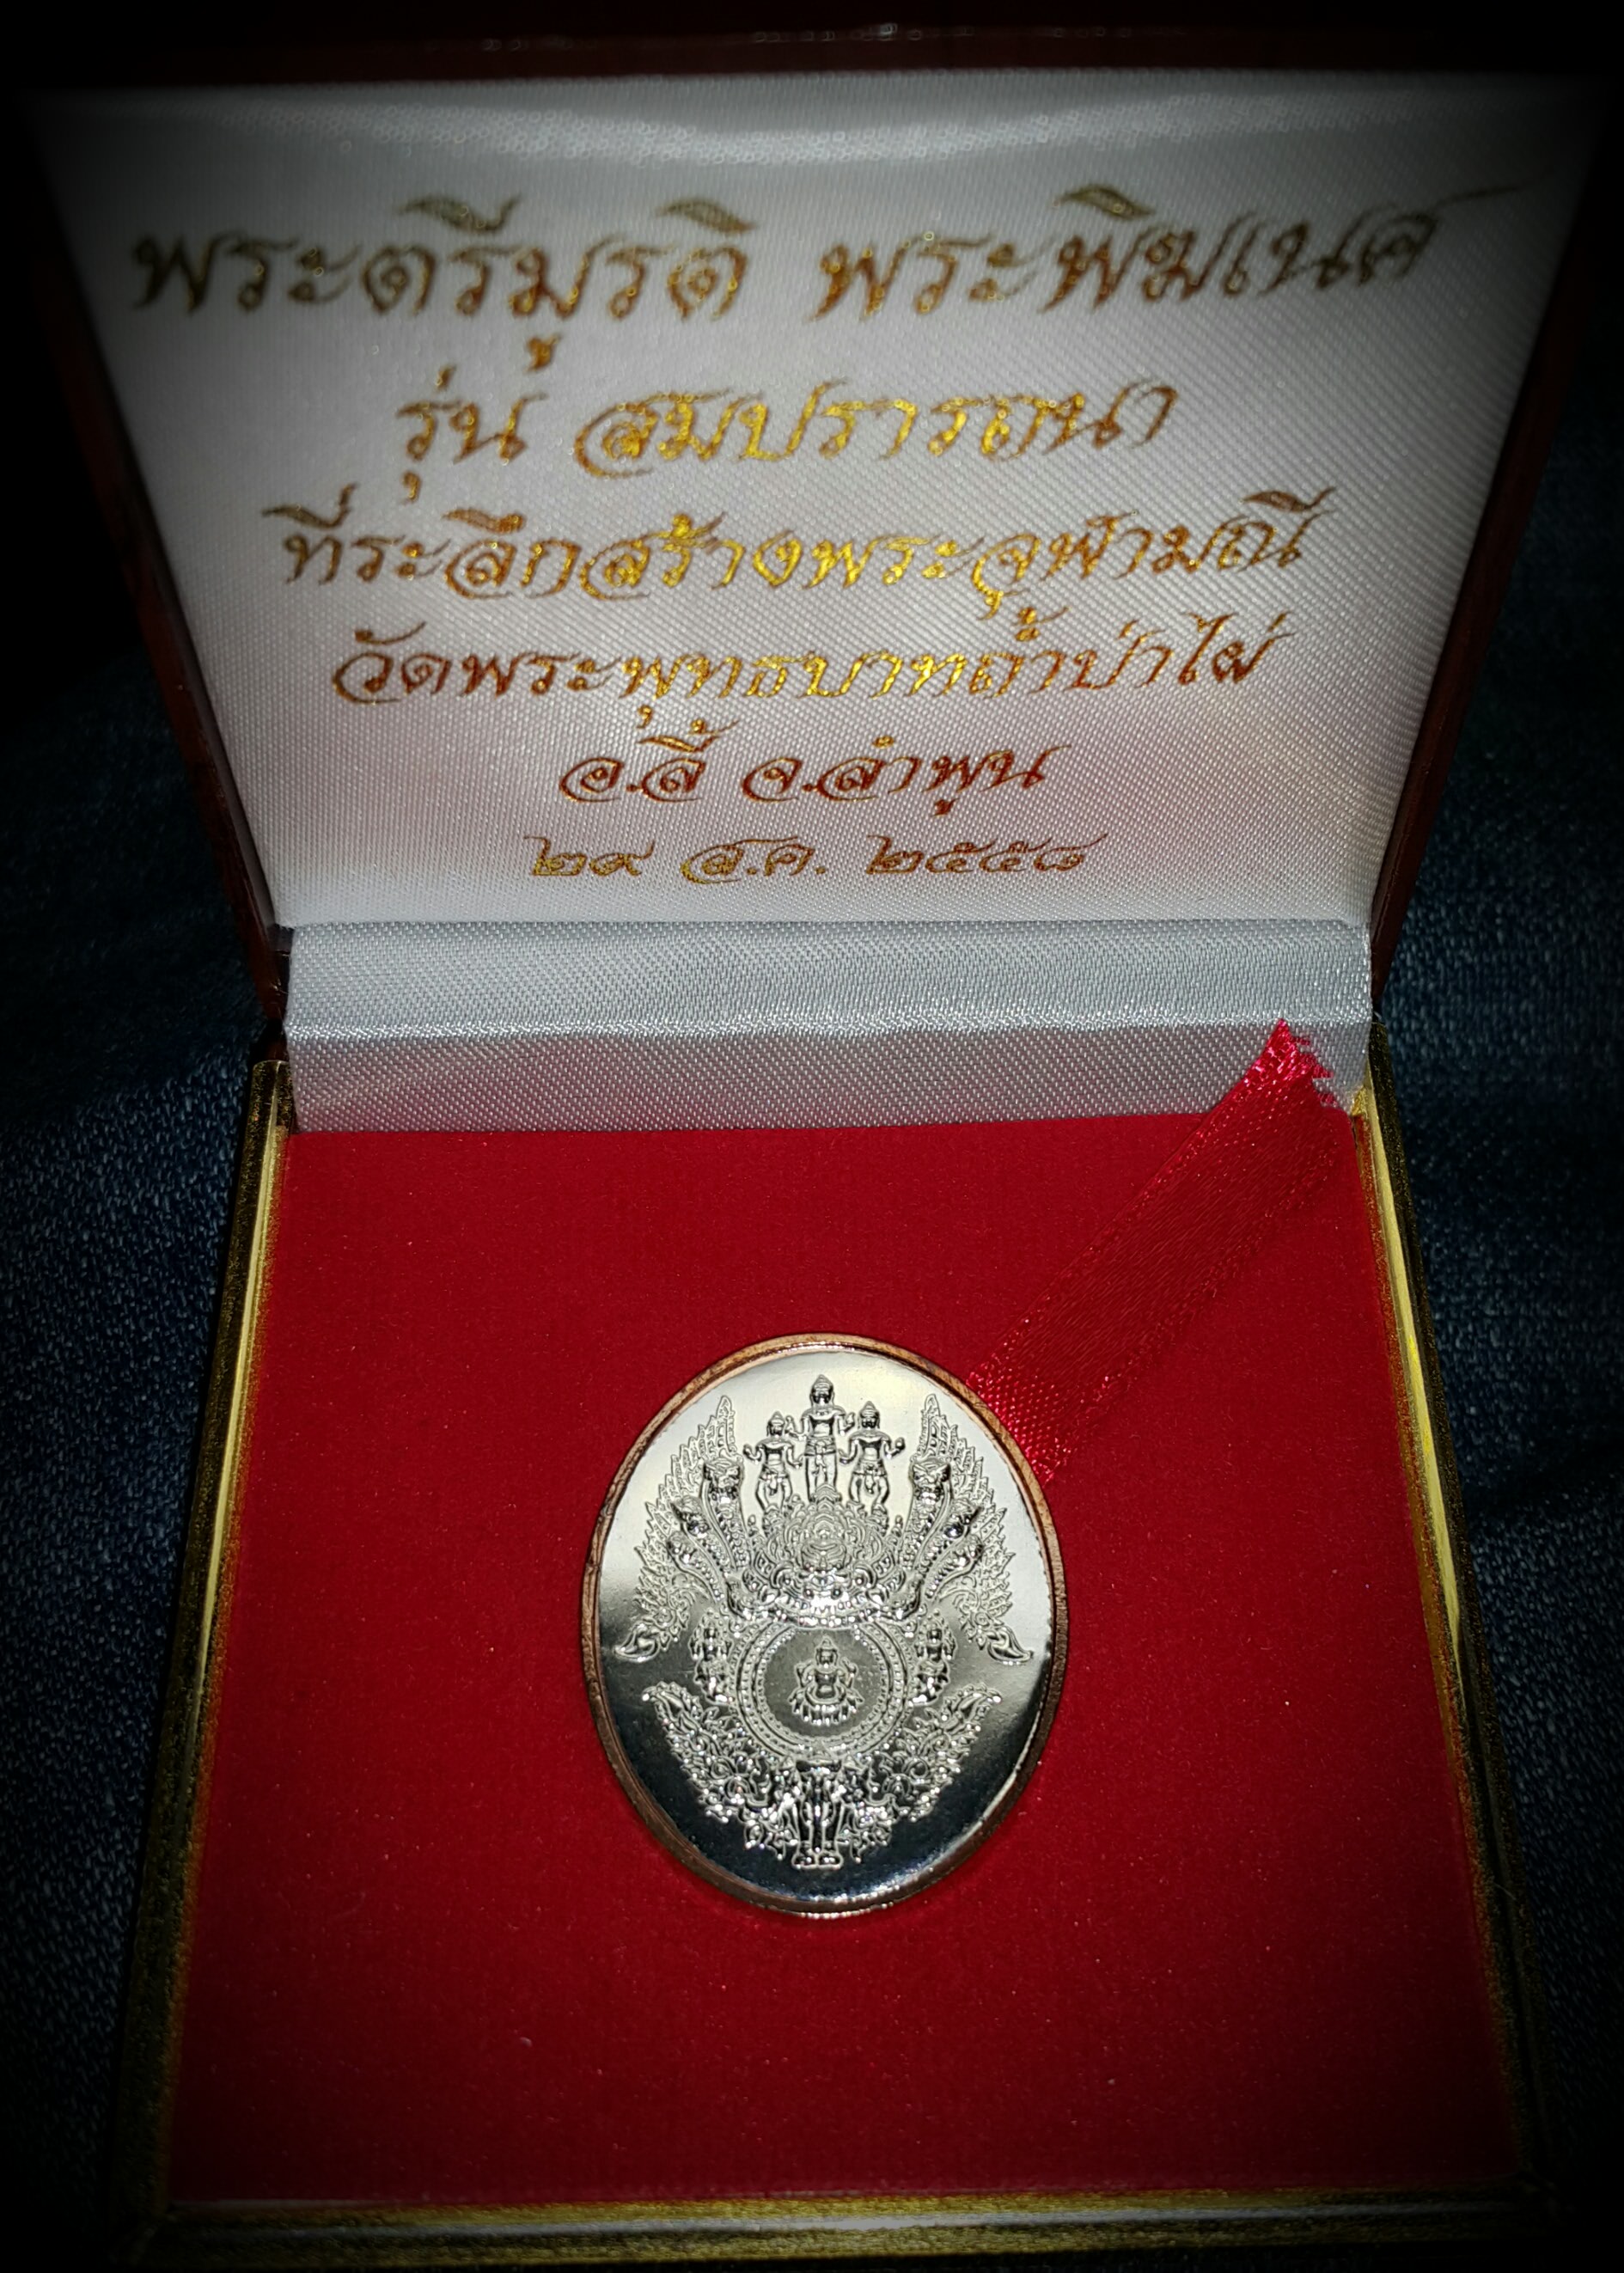 พระตรีมูรติ พระพิฆเนศ
รุ่น สมปรารถนา
ที่ระลึกสร้างพระจุฬามณี
วัดพระพุทธบาทถ้ำป่าไผ่
อ.ลี้ จ.ลำพูน
๒๙ ส.ค. ๒๕๕๘